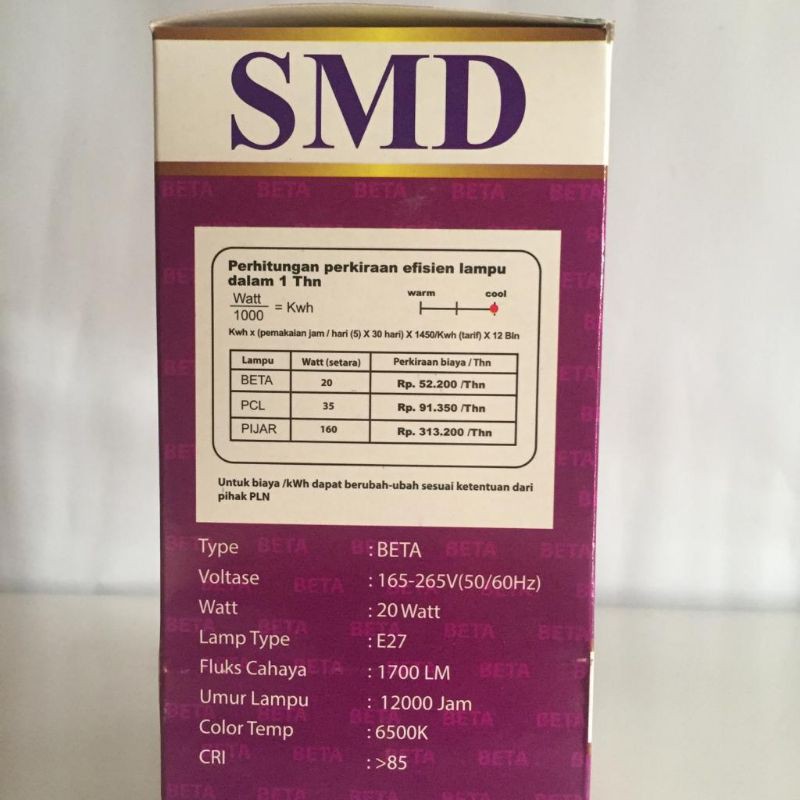 SMD
Perhitungan perkiraan efisien lampu
dalam 1 Thn
Watt
1000
= Kwh
warm cool
Kwh x (pemakaian jam / hari (5) X 30 hari) X 1450/Kwh (tarif) X 12 Bln
Lampu Watt (setara) Perkiraan biaya / Thn
BETA 20 Rp. 52.200 /Thn
PCL 35 Rp. 91.350 /Thn
PIJAR 160 Rp. 313.200 /Thn
Untuk biaya /kWh dapat berubah-ubah sesuai ketentuan dari
pihak PLN
Type : BETA
Voltase : 165-265V(50/60Hz)
Watt : 20 Watt
Lamp Type : E27
Fluks Cahaya : 1700 LM
Umur Lampu : 12000 Jam
Color Temp : 6500K
CRI : >85